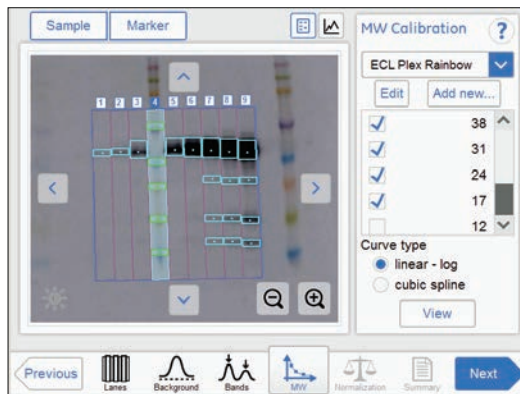 Sample
Marker
MW Calibration
?
ECL Plex Rainbow
Edit
Add new...
1 2 3 4 5 6 7 8 9
38
31
24
17
12
Curve type
linear - log
cubic spline
View
Previous
Lanes
Background
Bands
MW
Normalization
Summary
Next